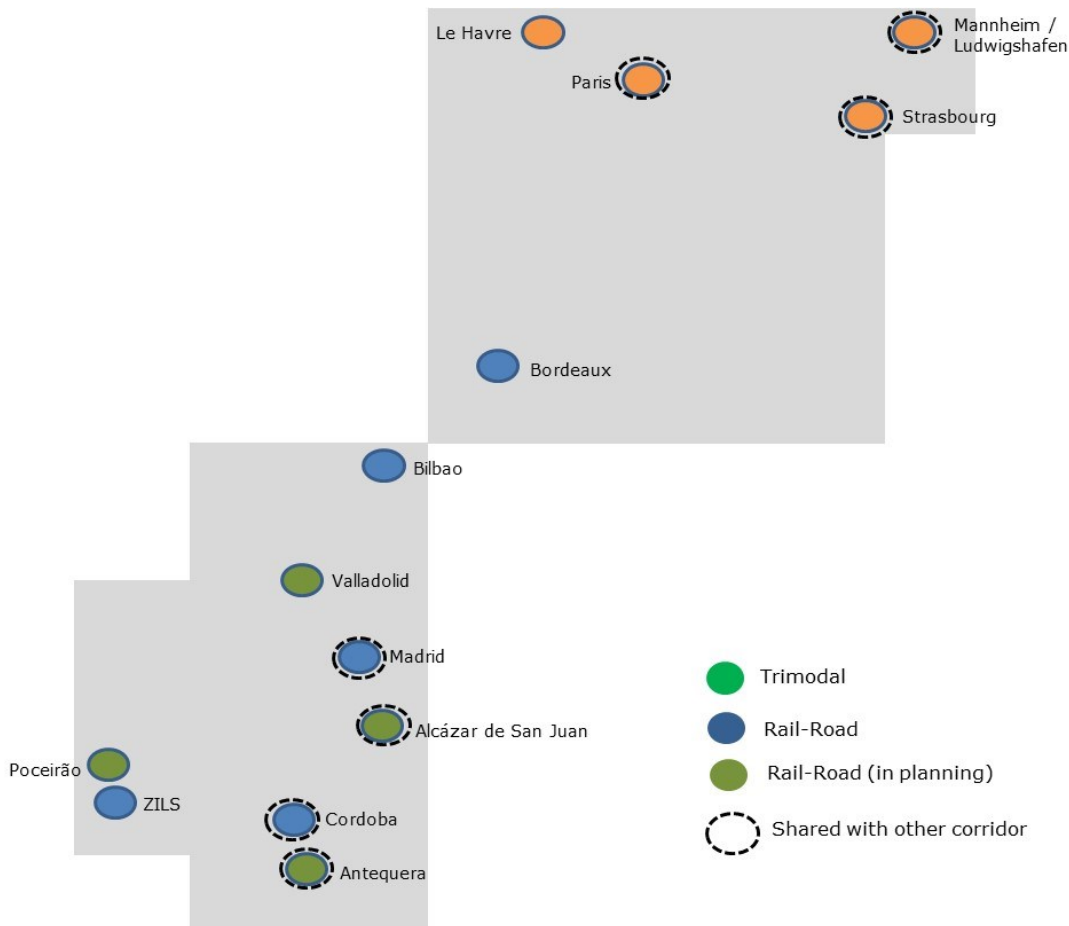 Le Havre
Mannheim /
Ludwigshafen
Paris
Strasbourg
Bordeaux
Bilbao
Valladolid
Madrid
Alcázar de San Juan
Poceirão
ZILS
Cordoba
Antequera
Trimodal
Rail-Road
Rail-Road (in planning)
Shared with other corridor